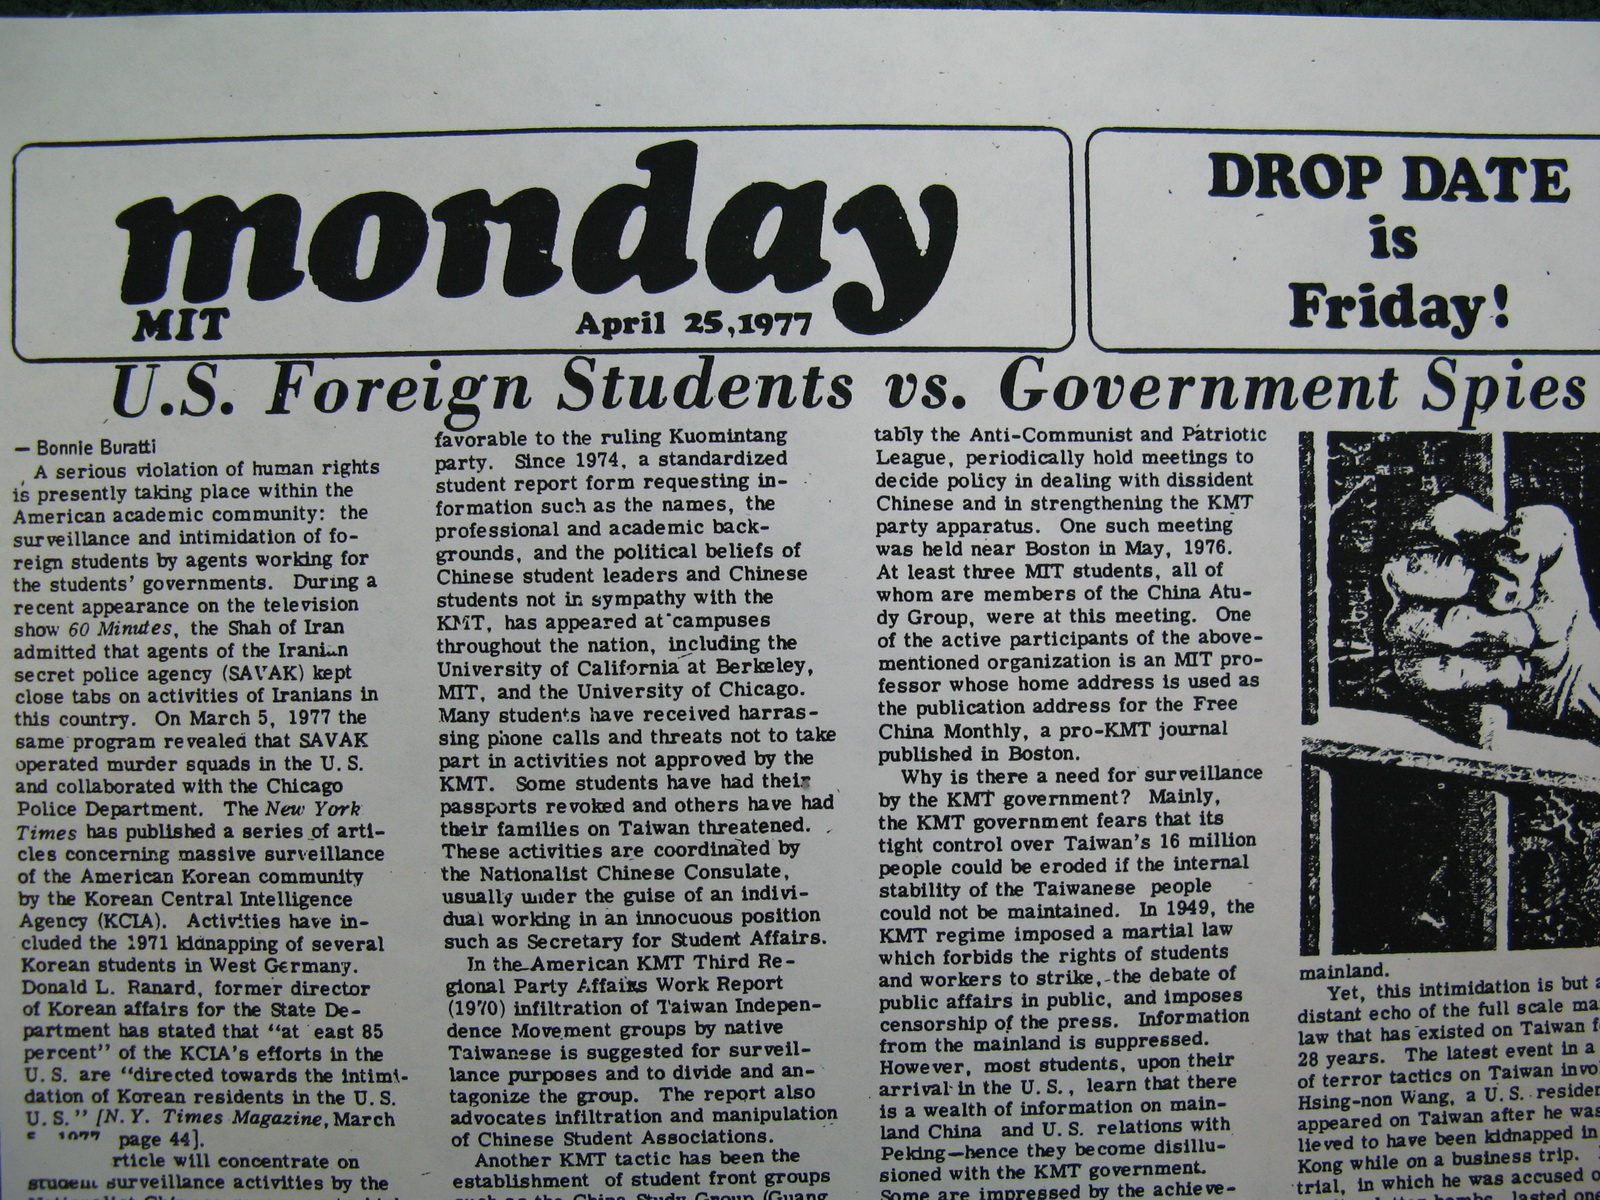 monday
MIT
April 25,1977
DROP DATE
is
Friday!
U.S. Foreign Students vs. Government Spies
— Bonnie Buratti
A serious violation of human rights
is presently taking place within the
American academic community: the
surveillance and intimidation of fo-
reign students by agents working for
the students' governments. During a
recent appearance on the television
show 60 Minutes, the Shah of Iran
admitted that agents of the Iranian
secret police agency (SAVAK) kept
close tabs on activities of Iranians in
this country. On March 5, 1977 the
same program revealed that SAVAK
operated murder squads in the U.S.
and collaborated with the Chicago
Police Department. The New York
Times has published a series of arti-
cles concerning massive surveillance
of the American Korean community
by the Korean Central Intelligence
Agency (KCIA). Activities have in-
cluded the 1971 kidnapping of several
Korean students in West Germany.
Donald L. Ranard, former director
of Korean affairs for the State De-
partment has stated that "at east 85
percent" of the KCIA's efforts in the
U.S. are "directed towards the intimi-
dation of Korean residents in the U.S.
U.S." [N.Y. Times Magazine, March
1977 page 44].
rticle will concentrate on
student surveillance activities by the
favorable to the ruling Kuomintang
party. Since 1974, a standardized
student report form requesting in-
formation such as the names, the
professional and academic back-
grounds, and the political beliefs of
Chinese student leaders and Chinese
students not in sympathy with the
KMT, has appeared at campuses
throughout the nation, including the
University of California at Berkeley,
MIT, and the University of Chicago.
Many students have received harras-
sing phone calls and threats not to take
part in activities not approved by the
KMT. Some students have had their
passports revoked and others have had
their families on Taiwan threatened.
These activities are coordinated by
the Nationalist Chinese Consulate,
usually under the guise of an indivi-
dual working in an innocuous position
such as Secretary for Student Affairs.
In the American KMT Third Re-
gional Party Affairs Work Report
(1970) infiltration of Taiwan Indepen-
dence Movement groups by native
Taiwanese is suggested for surveil-
lance purposes and to divide and an-
tagonize the group. The report also
advocates infiltration and manipulation
of Chinese Student Associations.
Another KMT tactic has been the
establishment of student front groups
such as the China Study Group (Guang
tably the Anti-Communist and Patriotic
League, periodically hold meetings to
decide policy in dealing with dissident
Chinese and in strengthening the KMT
party apparatus. One such meeting
was held near Boston in May, 1976.
At least three MIT students, all of
whom are members of the China Atu-
dy Group, were at this meeting. One
of the active participants of the above-
mentioned organization is an MIT pro-
fessor whose home address is used as
the publication address for the Free
China Monthly, a pro-KMT journal
published in Boston.
Why is there a need for surveillance
by the KMT government? Mainly,
the KMT government fears that its
tight control over Taiwan's 16 million
people could be eroded if the internal
stability of the Taiwanese people
could not be maintained. In 1949, the
KMT regime imposed a martial law
which forbids the rights of students
and workers to strike, the debate of
public affairs in public, and imposes
censorship of the press. Information
from the mainland is suppressed.
However, most students, upon their
arrival in the U.S., learn that there
is a wealth of information on main-
land China and U.S. relations with
Peking—hence they become disillu-
sioned with the KMT government.
Some are impressed by the achieve-
mainland.
Yet, this intimidation is but a
distant echo of the full scale ma
law that has existed on Taiwan f
28 years. The latest event in a
of terror tactics on Taiwan invo
Hsing-non Wang, a U.S. residen
appeared on Taiwan after he was
lieved to have been kidnapped in
Kong while on a business trip.
trial, in which he was accused o